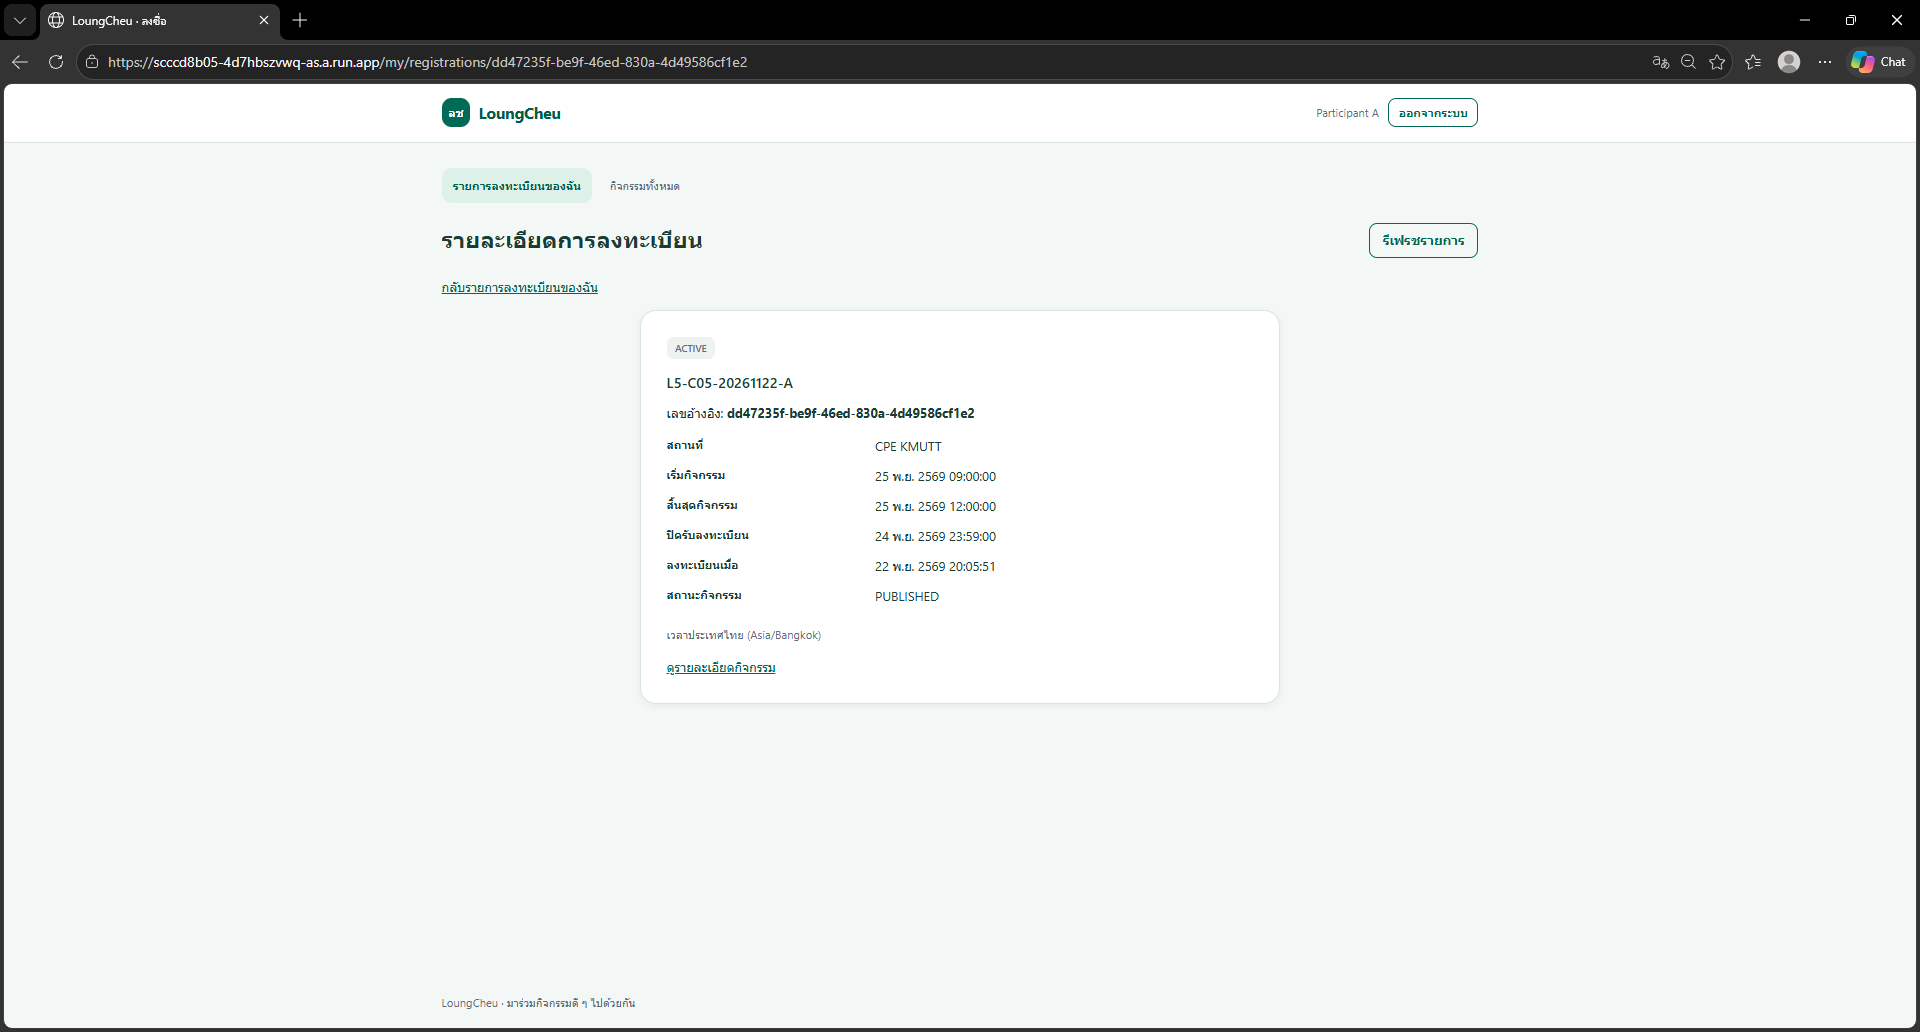 LoungCheu · ลงชื่อ
https://scccd8b05-4d7hbszvwq-as.a.run.app/my/registrations/dd47235f-be9f-46ed-830a-4d49586cf1e2
Chat
ลช LoungCheu
Participant A
ออกจากระบบ
รายการลงทะเบียนของฉัน
กิจกรรมทั้งหมด
รายละเอียดการลงทะเบียน
รีเฟรชรายการ
กลับรายการลงทะเบียนของฉัน
ACTIVE
L5-C05-20261122-A
เลขอ้างอิง: dd47235f-be9f-46ed-830a-4d49586cf1e2
สถานที่ CPE KMUTT
เริ่มกิจกรรม 25 พ.ย. 2569 09:00:00
สิ้นสุดกิจกรรม 25 พ.ย. 2569 12:00:00
ปิดรับลงทะเบียน 24 พ.ย. 2569 23:59:00
ลงทะเบียนเมื่อ 22 พ.ย. 2569 20:05:51
สถานะกิจกรรม PUBLISHED
เวลาประเทศไทย (Asia/Bangkok)
ดูรายละเอียดกิจกรรม
LoungCheu · มาร่วมกิจกรรมดี ๆ ไปด้วยกัน